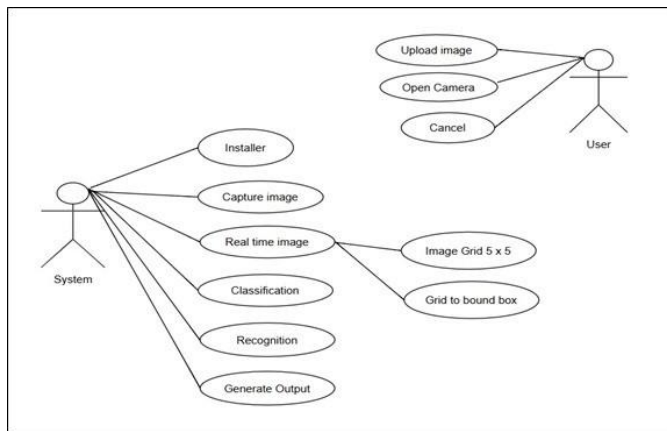 Upload image
Open Camera
Cancel
User
Installer
Capture image
Real time image
Image Grid 5 x 5
Grid to bound box
System
Classification
Recognition
Generate Output